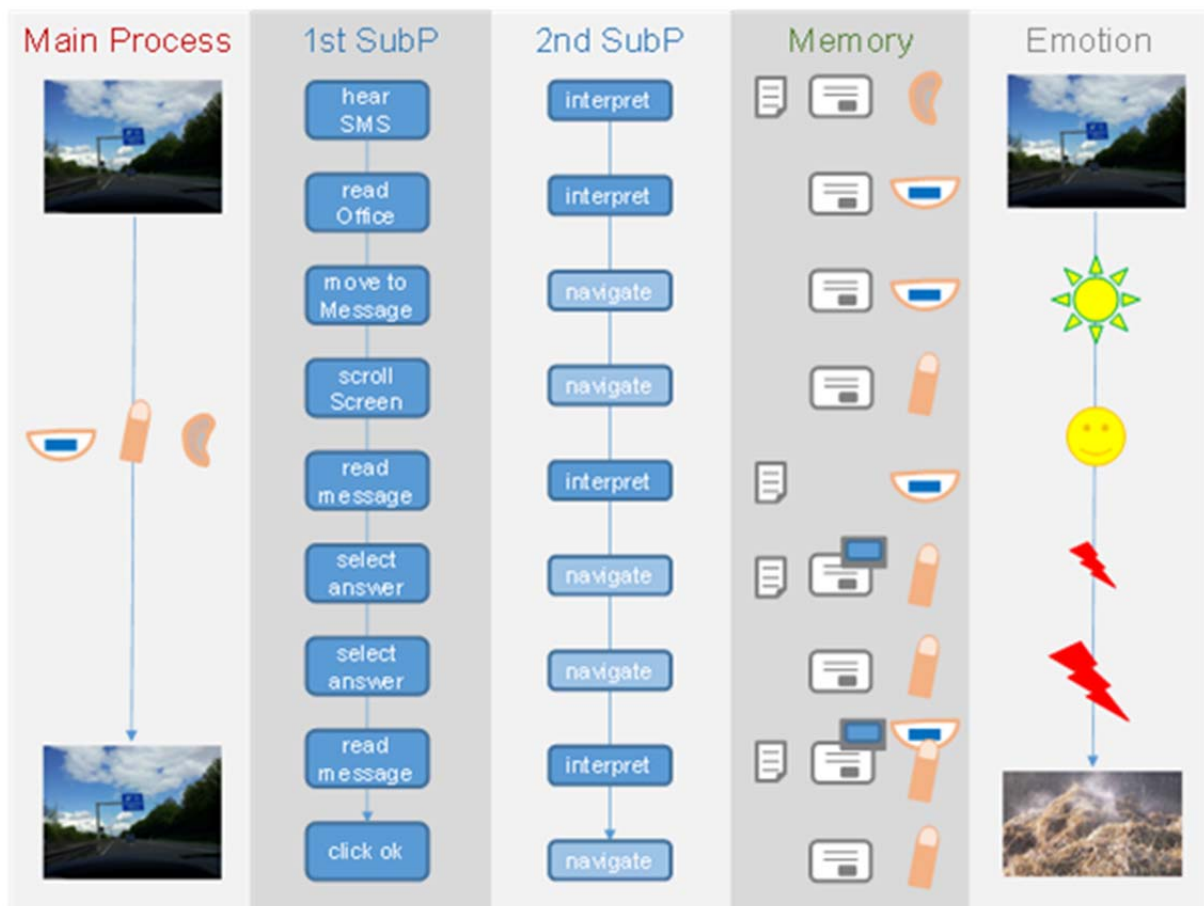 Main Process
1st SubP
2nd SubP
Memory
Emotion
hear
SMS
interpret
read
Office
interpret
move to
Message
navigate
scroll
Screen
navigate
read
message
interpret
select
answer
navigate
select
answer
navigate
read
message
interpret
click ok
navigate